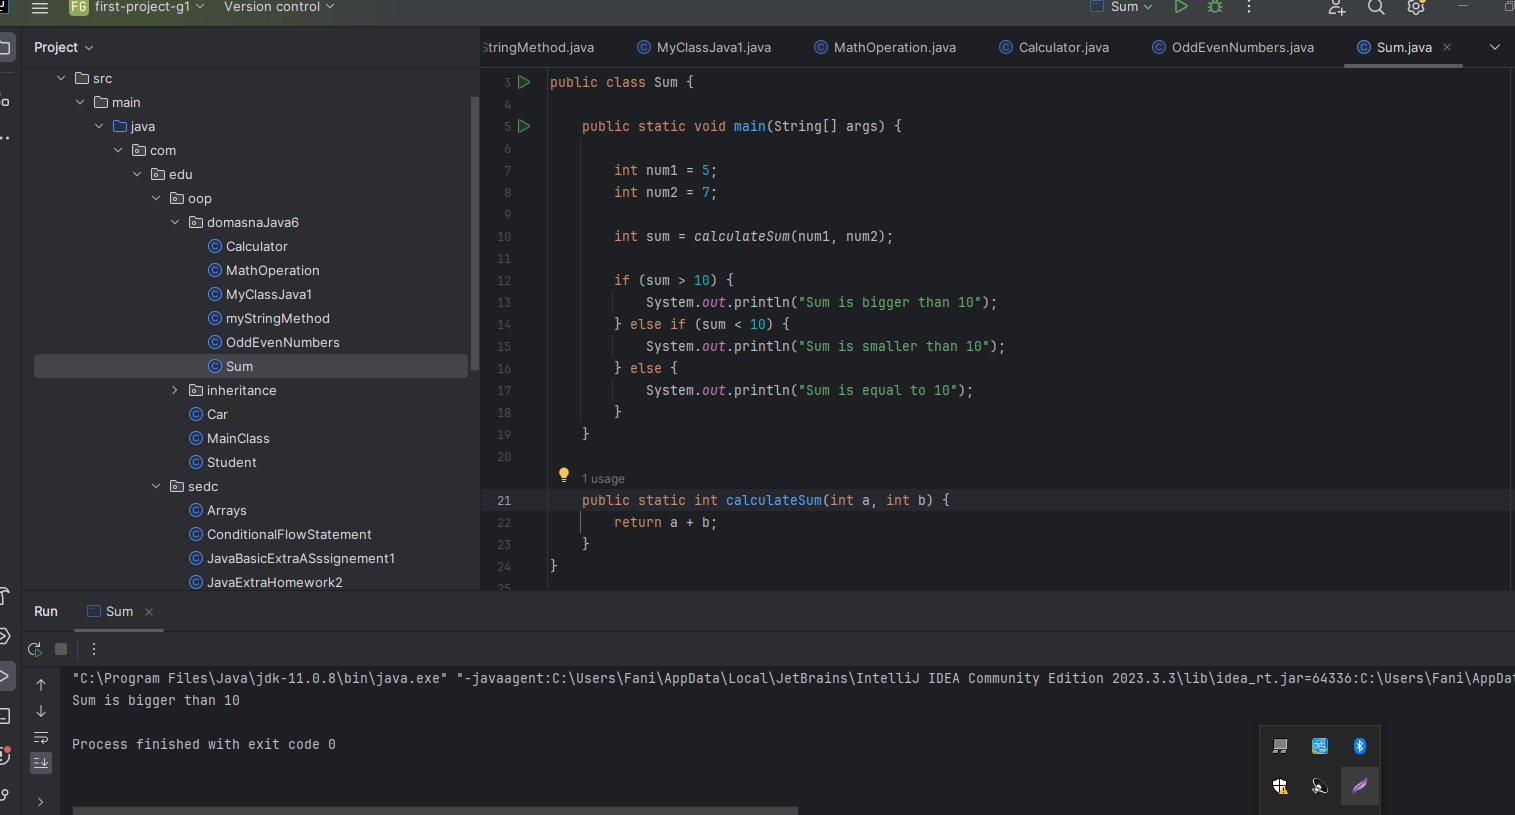 FG first-project-g1 Version control Sum
Project
StringMethod.java MyClassJava1.java MathOperation.java Calculator.java OddEvenNumbers.java Sum.java
src
main
java
com
edu
oop
domasnaJava6
Calculator
MathOperation
MyClassJava1
myStringMethod
OddEvenNumbers
Sum
inheritance
Car
MainClass
Student
sedc
Arrays
ConditionalFlowStatement
JavaBasicExtraASssignement1
JavaExtraHomework2
3 public class Sum {
4
5 public static void main(String[] args) {
6
7 int num1 = 5;
8 int num2 = 7;
9
10 int sum = calculateSum(num1, num2);
11
12 if (sum > 10) {
13 System.out.println("Sum is bigger than 10");
14 } else if (sum < 10) {
15 System.out.println("Sum is smaller than 10");
16 } else {
17 System.out.println("Sum is equal to 10");
18 }
19 }
20
1 usage
21 public static int calculateSum(int a, int b) {
22 return a + b;
23 }
24 }
25
Run Sum
"C:\Program Files\Java\jdk-11.0.8\bin\java.exe" "-javaagent:C:\Users\Fani\AppData\Local\JetBrains\IntelliJ IDEA Community Edition 2023.3.3\lib\idea_rt.jar=64336:C:\Users\Fani\AppDat
Sum is bigger than 10
Process finished with exit code 0